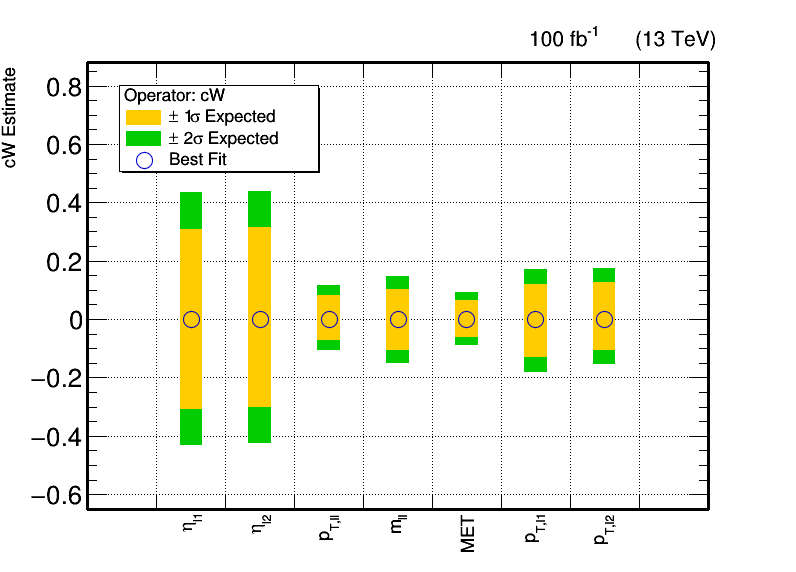 100 fb-1 (13 TeV)
cW Estimate
Operator: cW
± 1σ Expected
± 2σ Expected
Best Fit
0.8
0.6
0.4
0.2
0
−0.2
−0.4
−0.6
ηl1 ηl2 pT,ll mll MET pT,l1 pT,l2